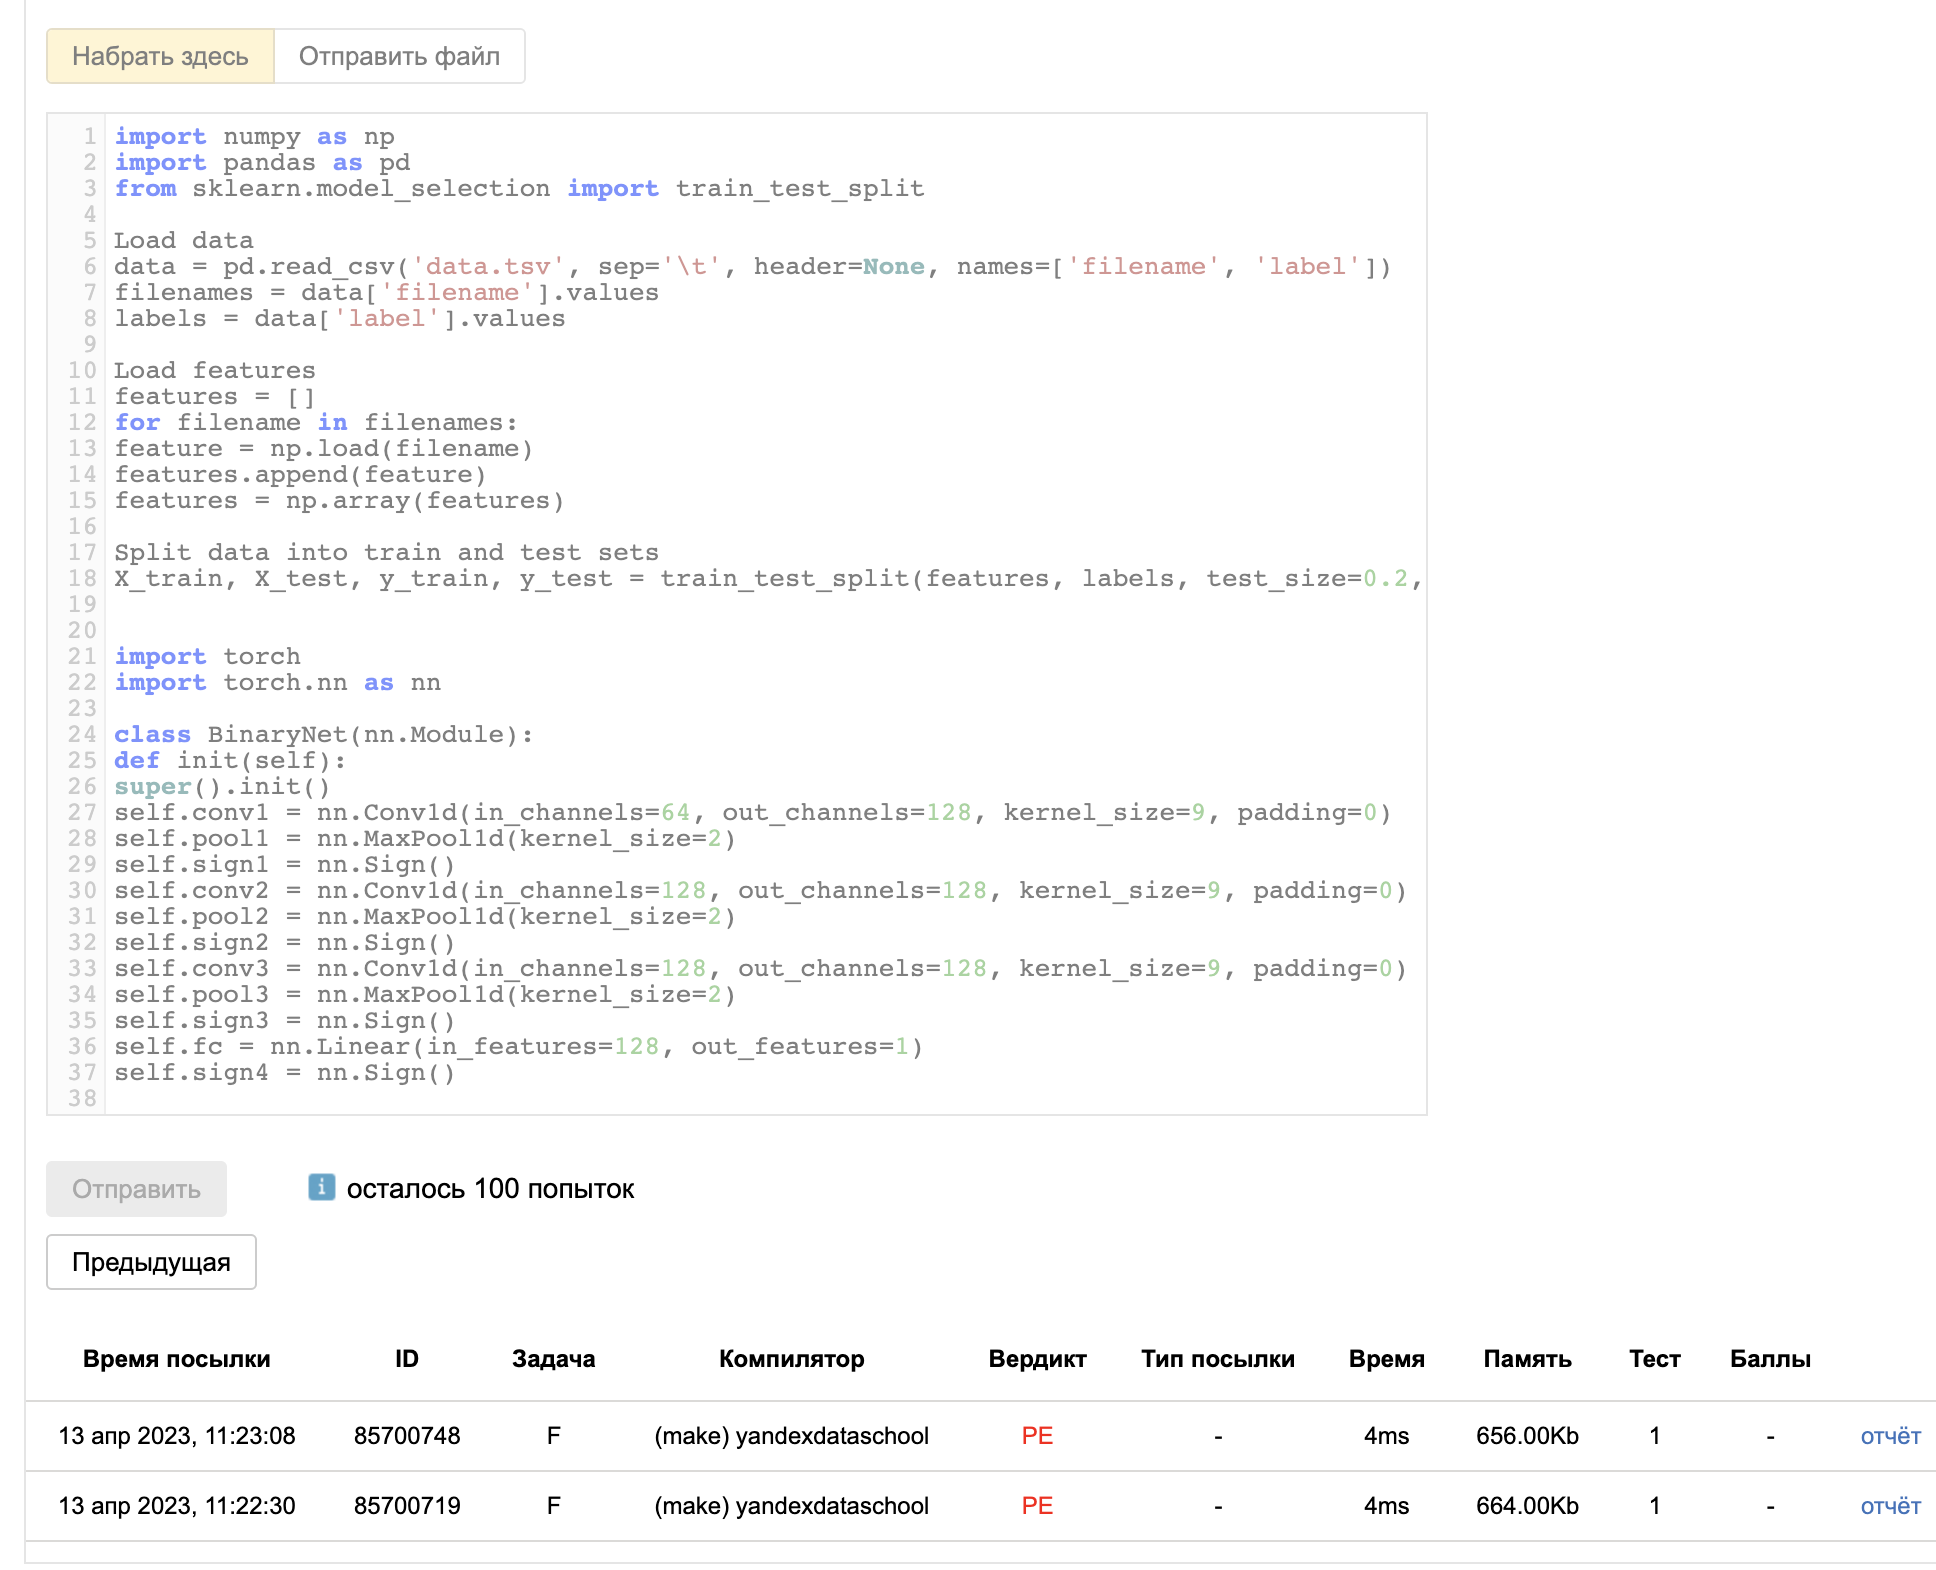 Набрать здесь Отправить файл
1 import numpy as np
2 import pandas as pd
3 from sklearn.model_selection import train_test_split
4
5 Load data
6 data = pd.read_csv('data.tsv', sep='\t', header=None, names=['filename', 'label'])
7 filenames = data['filename'].values
8 labels = data['label'].values
9
10 Load features
11 features = []
12 for filename in filenames:
13 feature = np.load(filename)
14 features.append(feature)
15 features = np.array(features)
16
17 Split data into train and test sets
18 X_train, X_test, y_train, y_test = train_test_split(features, labels, test_size=0.2,
19
20
21 import torch
22 import torch.nn as nn
23
24 class BinaryNet(nn.Module):
25 def init(self):
26 super().init()
27 self.conv1 = nn.Conv1d(in_channels=64, out_channels=128, kernel_size=9, padding=0)
28 self.pool1 = nn.MaxPool1d(kernel_size=2)
29 self.sign1 = nn.Sign()
30 self.conv2 = nn.Conv1d(in_channels=128, out_channels=128, kernel_size=9, padding=0)
31 self.pool2 = nn.MaxPool1d(kernel_size=2)
32 self.sign2 = nn.Sign()
33 self.conv3 = nn.Conv1d(in_channels=128, out_channels=128, kernel_size=9, padding=0)
34 self.pool3 = nn.MaxPool1d(kernel_size=2)
35 self.sign3 = nn.Sign()
36 self.fc = nn.Linear(in_features=128, out_features=1)
37 self.sign4 = nn.Sign()
38
Отправить i осталось 100 попыток
Предыдущая
Время посылки ID Задача Компилятор Вердикт Тип посылки Время Память Тест Баллы
13 апр 2023, 11:23:08 85700748 F (make) yandexdataschool PE - 4ms 656.00Kb 1 - отчёт
13 апр 2023, 11:22:30 85700719 F (make) yandexdataschool PE - 4ms 664.00Kb 1 - отчёт